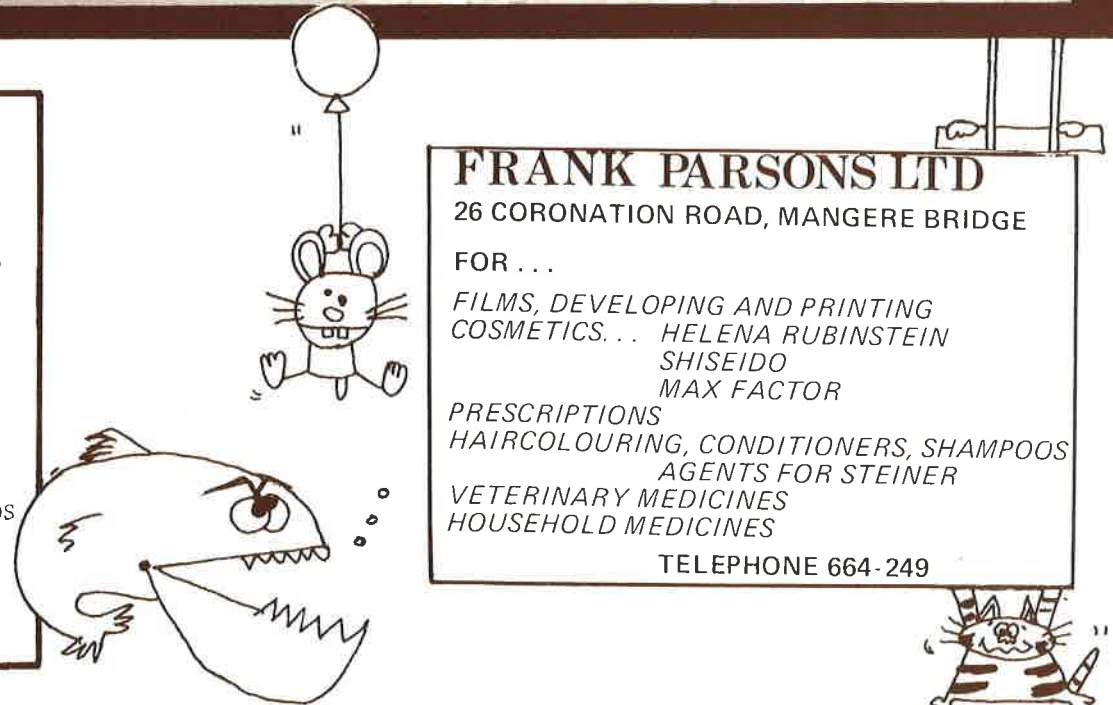 FRANK PARSONS LTD
26 CORONATION ROAD, MANGERE BRIDGE
FOR ...
FILMS, DEVELOPING AND PRINTING
COSMETICS... HELENA RUBINSTEIN
SHISEIDO
MAX FACTOR
PRESCRIPTIONS
HAIRCOLOURING, CONDITIONERS, SHAMPOOS
AGENTS FOR STEINER
VETERINARY MEDICINES
HOUSEHOLD MEDICINES
TELEPHONE 664-249